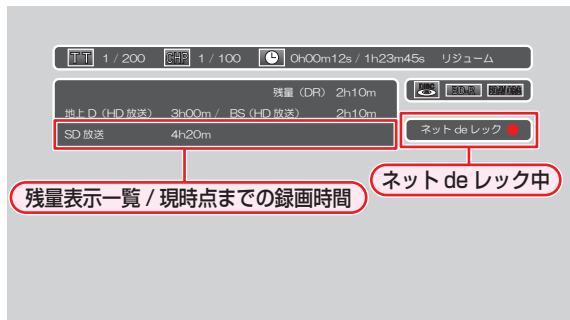 TT 1 / 200 CHP 1 / 100 0h00m12s / 1h23m45s リジューム
残量（DR） 2h10m
地上D（HD 放送） 3h00m / BS（HD 放送） 2h10m
SD 放送 4h20m
DISC
ネット de レック
残量表示一覧 / 現時点までの録画時間
ネット de レック中